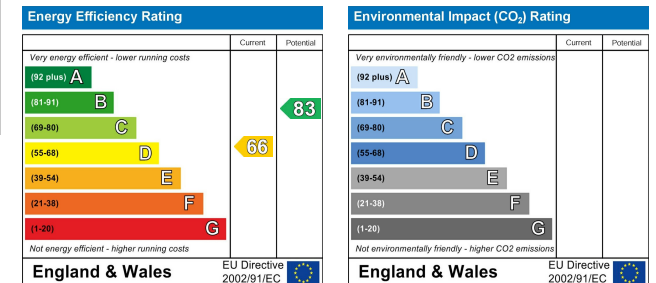 Energy Efficiency Rating
Current Potential
Very energy efficient - lower running costs
(92 plus) A
(81-91) B
83
(69-80) C
(55-68) D
66
(39-54) E
(21-38) F
(1-20) G
Not energy efficient - higher running costs
England & Wales
EU Directive
2002/91/EC
Environmental Impact (CO₂) Rating
Current Potential
Very environmentally friendly - lower CO2 emissions
(92 plus) A
(81-91) B
(69-80) C
(55-68) D
(39-54) E
(21-38) F
(1-20) G
Not environmentally friendly - higher CO2 emissions
England & Wales
EU Directive
2002/91/EC